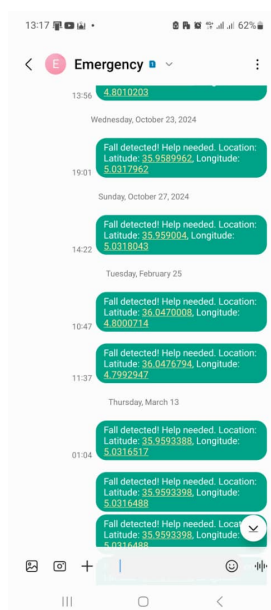 13:17
62%
E
Emergency
13:56
4.8010203
Wednesday, October 23, 2024
Fall detected! Help needed. Location:
Latitude: 35.9589962, Longitude:
19:01 5.0317962
Sunday, October 27, 2024
Fall detected! Help needed. Location:
Latitude: 35.959004, Longitude:
14:22 5.0318043
Tuesday, February 25
Fall detected! Help needed. Location:
Latitude: 36.0470008, Longitude:
10:47 4.8000714
Fall detected! Help needed. Location:
Latitude: 36.0476794, Longitude:
11:37 4.7992947
Thursday, March 13
Fall detected! Help needed. Location:
Latitude: 35.9593388, Longitude:
01:04 5.0316517
Fall detected! Help needed. Location:
Latitude: 35.9593398, Longitude:
5.0316488
Fall detected! Help needed. Locat
Latitude: 35.9593398, Longitude:
5.0316488